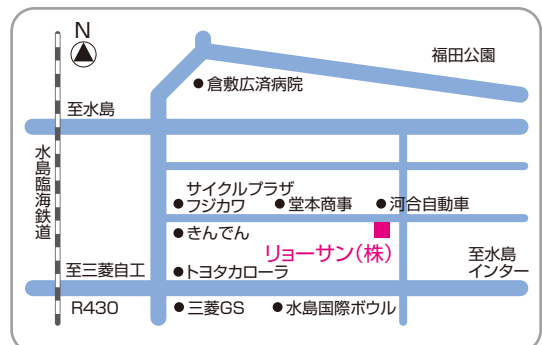 N
福田公園
倉敷広済病院
至水島
水島臨海鉄道
サイクルプラザ
フジカワ
堂本商事
河合自動車
きんでん
リョーサン(株)
至水島
インター
至三菱自工
トヨタカローラ
R430
三菱GS
水島国際ボウル